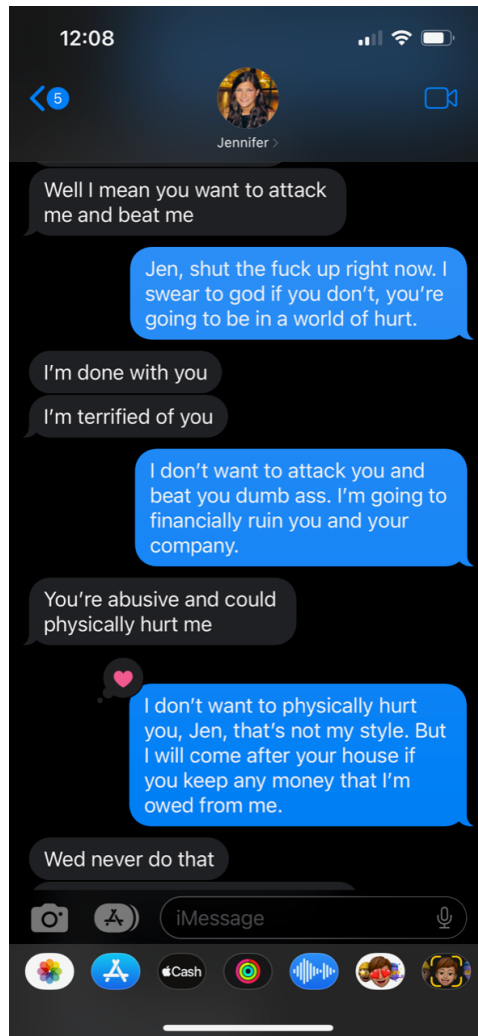 12:08
5
Jennifer
Well I mean you want to attack
me and beat me
Jen, shut the fuck up right now. I
swear to god if you don’t, you’re
going to be in a world of hurt.
I’m done with you
I’m terrified of you
I don’t want to attack you and
beat you dumb ass. I’m going to
financially ruin you and your
company.
You’re abusive and could
physically hurt me
I don’t want to physically hurt
you, Jen, that’s not my style. But
I will come after your house if
you keep any money that I’m
owed from me.
Wed never do that
iMessage
Cash